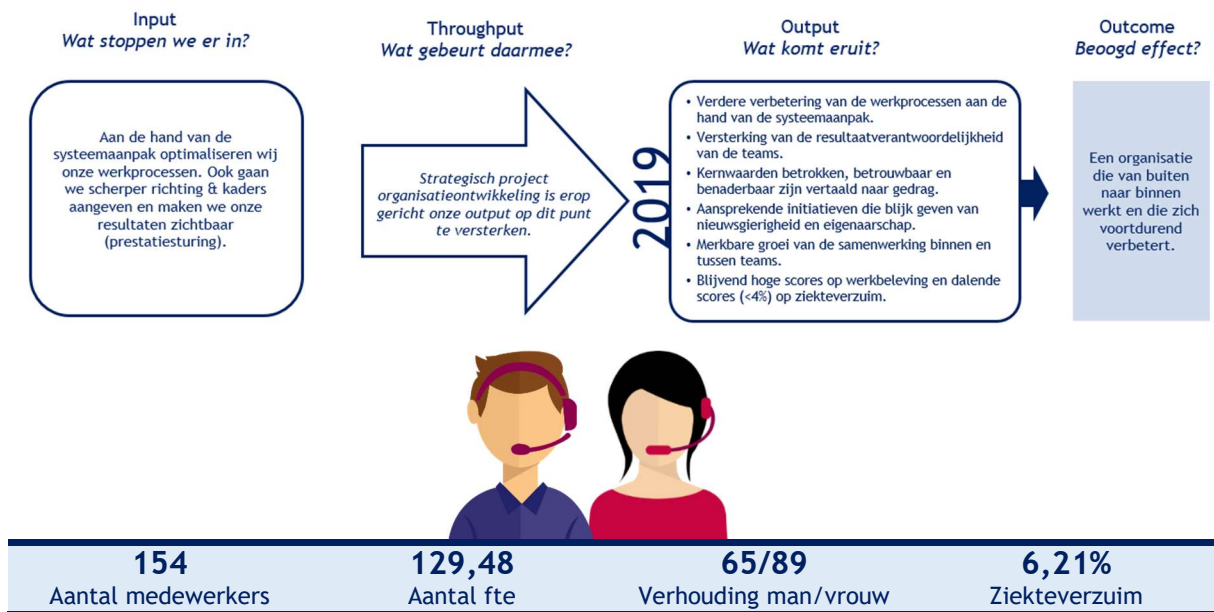 Input
Wat stoppen we er in?
Aan de hand van de
systeemaanpak optimaliseren wij
onze werkprocessen. Ook gaan
we scherper richting & kaders
aangeven en maken we onze
resultaten zichtbaar
(prestatiesturing).
Throughput
Wat gebeurt daarmee?
Strategisch project
organisatieontwikkeling is erop
gericht onze output op dit punt
te versterken.
2019
Output
Wat komt eruit?
• Verdere verbetering van de werkprocessen aan de
hand van de systeemaanpak.
• Versterking van de resultaatverantwoordelijkheid
van de teams.
• Kernwaarden betrokken, betrouwbaar en
benaderbaar zijn vertaald naar gedrag.
• Aansprekende initiatieven die blijk geven van
nieuwsgierigheid en eigenaarschap.
• Merkbare groei van de samenwerking binnen en
tussen teams.
• Blijvend hoge scores op werkbeleving en dalende
scores (<4%) op ziekteverzuim.
Outcome
Beoogd effect?
Een organisatie
die van buiten
naar binnen
werkt en die zich
voortdurend
verbetert.
154
Aantal medewerkers
129,48
Aantal fte
65/89
Verhouding man/vrouw
6,21%
Ziekteverzuim